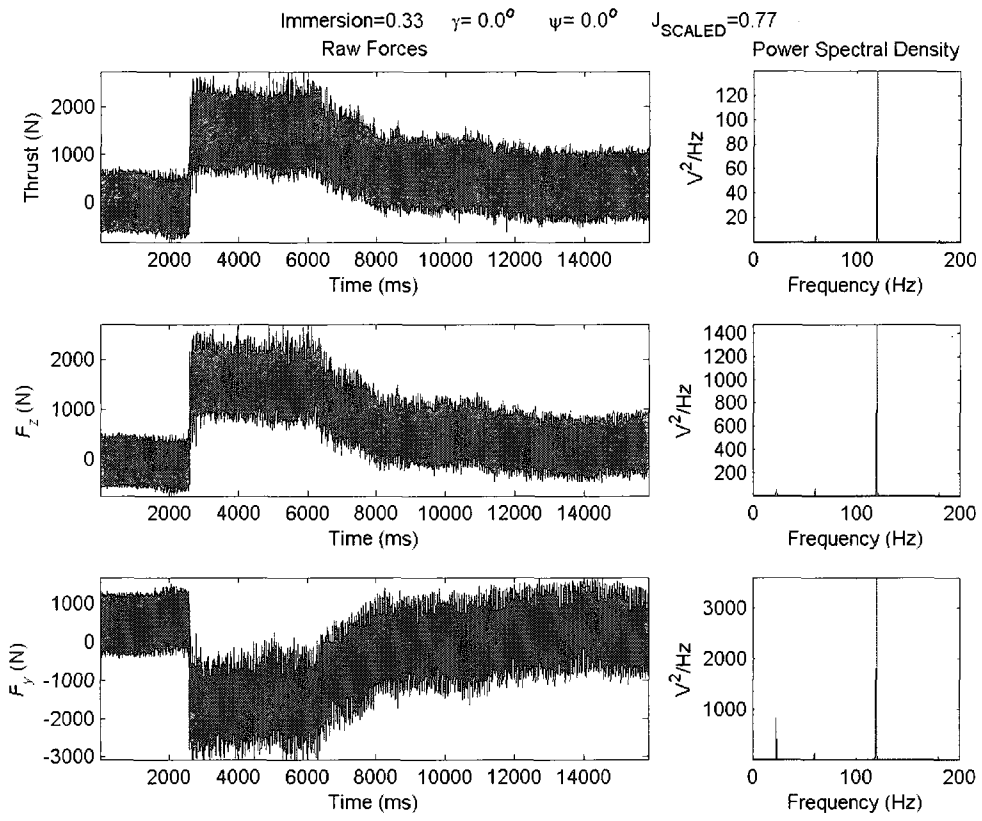 Immersion=0.33 γ= 0.0° ψ= 0.0° J_SCALED=0.77
Raw Forces
Power Spectral Density
Thrust (N)
2000
1000
0
2000 4000 6000 8000 10000 12000 14000
Time (ms)
V²/Hz
120
100
80
60
40
20
0 100 200
Frequency (Hz)
F_z (N)
2000
1000
0
2000 4000 6000 8000 10000 12000 14000
Time (ms)
V²/Hz
1400
1200
1000
800
600
400
200
0 100 200
Frequency (Hz)
F_y (N)
1000
0
-1000
-2000
-3000
2000 4000 6000 8000 10000 12000 14000
Time (ms)
V²/Hz
3000
2000
1000
0 100 200
Frequency (Hz)